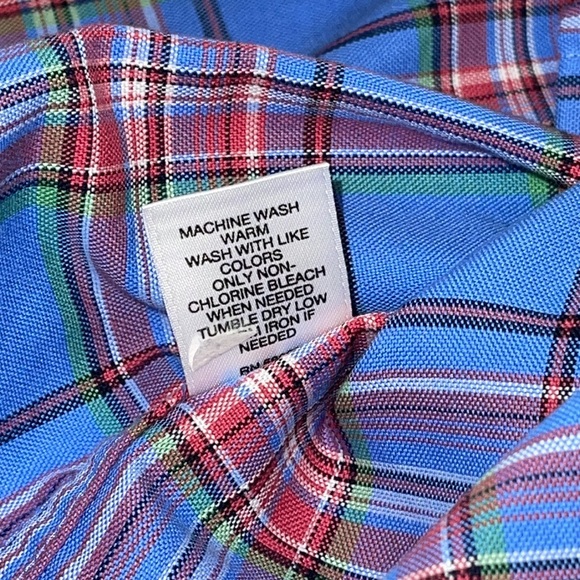 MACHINE WASH
WARM
WASH WITH LIKE
COLORS
ONLY NON-
CHLORINE BLEACH
WHEN NEEDED
TUMBLE DRY LOW
IRON IF
NEEDED
RN